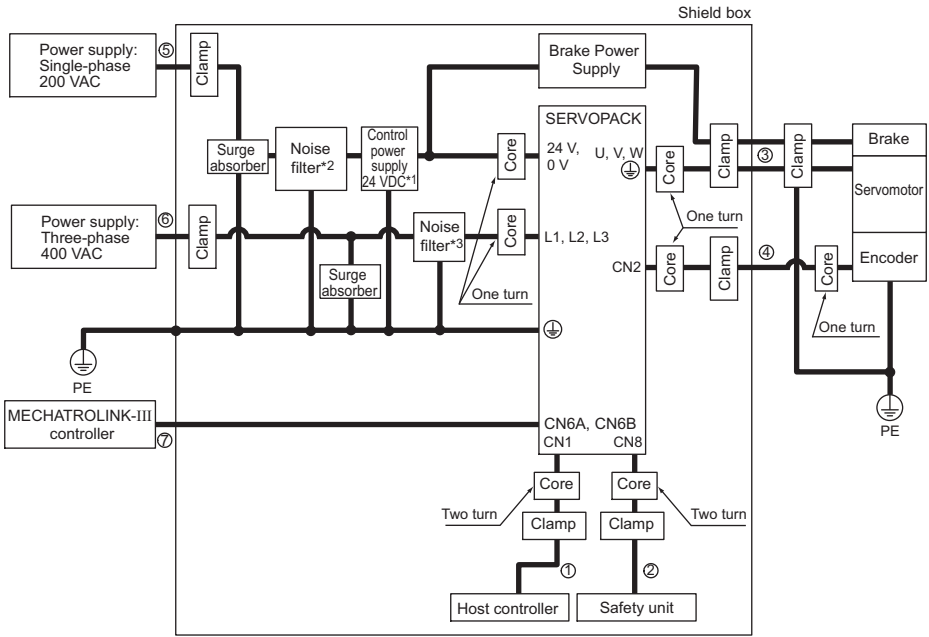 Shield box
Power supply:
Single-phase
200 VAC
⑤
Clamp
Brake Power
Supply
SERVOPACK
Surge
absorber
Noise
filter*2
Control
power
supply
24 VDC*1
Core
24 V,
0 V
U, V, W
Core
Clamp
③
Clamp
Brake
Servomotor
Encoder
Power supply:
Three-phase
400 VAC
⑥
Clamp
Noise
filter*3
Core
L1, L2, L3
One turn
Surge
absorber
One turn
CN2
Core
Clamp
④
Core
One turn
PE
PE
MECHATROLINK-III
controller
⑦
CN6A, CN6B
CN1
CN8
Core
Core
Two turn
Two turn
Clamp
Clamp
①
②
Host controller
Safety unit